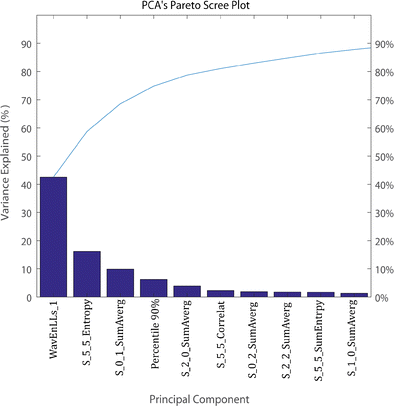 PCA's Pareto Scree Plot
Variance Explained (%)
90
80
70
60
50
40
30
20
10
0
90%
80%
70%
60%
50%
40%
30%
20%
10%
0%
WavEnLLs_1
S_5_5_Entropy
S_0_1_SumAverg
Percentile 90%
S_2_0_SumAverg
S_5_5_Correlat
S_0_2_SumAverg
S_2_2_SumAverg
S_5_5_SumEntrpy
S_1_0_SumAverg
Principal Component